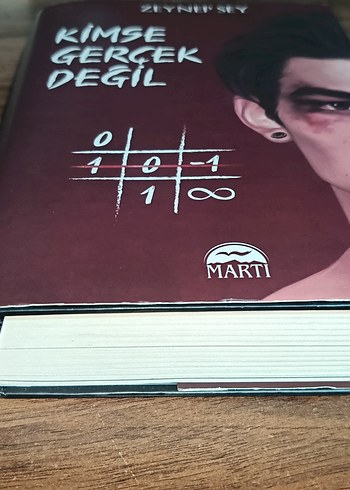 ZEYNEP SEY
KİMSE
GERÇEK
DEĞİL
0
1 0 -1
1 ∞
MARTI